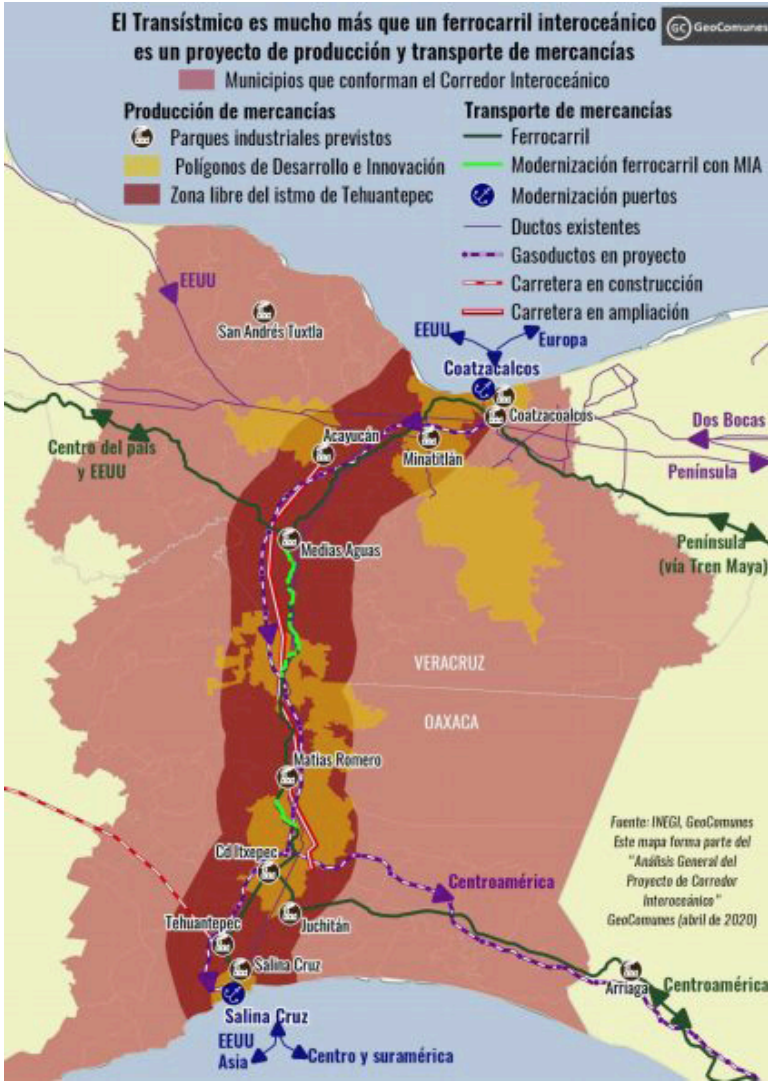 El Transístmico es mucho más que un ferrocarril interoceánico
es un proyecto de producción y transporte de mercancías
GC GeoComunes
Municipios que conforman el Corredor Interoceánico
Producción de mercancías
Parques industriales previstos
Polígonos de Desarrollo e Innovación
Zona libre del istmo de Tehuantepec
Transporte de mercancías
Ferrocarril
Modernización ferrocarril con MIA
Modernización puertos
Ductos existentes
Gasoductos en proyecto
Carretera en construcción
Carretera en ampliación
EEUU
San Andrés Tuxtla
EEUU
Europa
Coatzacalcos
Coatzacoalcos
Acayucán
Minatitlán
Dos Bocas
Península
Centro del país
y EEUU
Medias Aguas
Península
(vía Tren Maya)
VERACRUZ
OAXACA
Matias Romero
Cd Itxepec
Centroamérica
Fuente: INEGI, GeoComunes
Este mapa forma parte del
"Análisis General del
Proyecto de Corredor
Interoceánico"
GeoComunes (abril de 2020)
Tehuantepec
Juchitán
Salina Cruz
Arriaga
Centroamérica
Salina Cruz
EEUU
Asia
Centro y suramérica